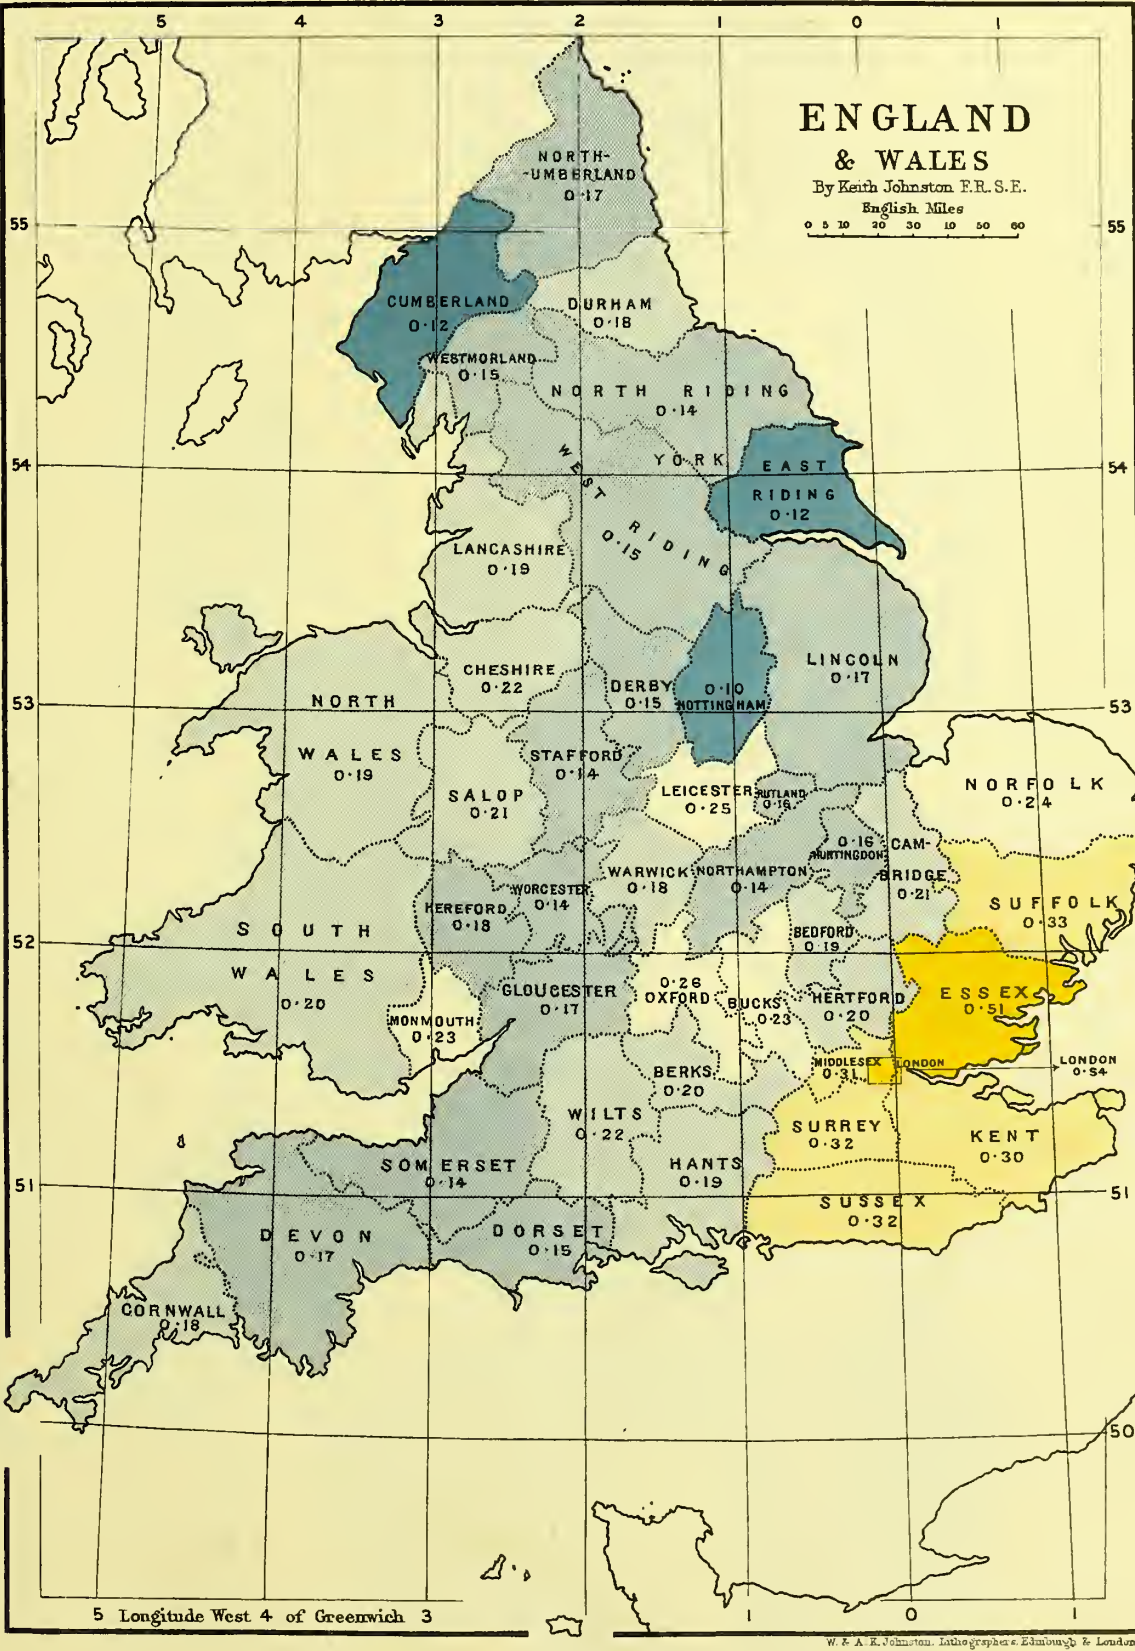 5 4 3 2 1 0 1
ENGLAND
& WALES
By Keith Johnston F.R.S.E.
English Miles
0 5 10 20 30 40 50 60
NORTH-
-UMBERLAND
0·17
55 55
CUMBERLAND
0·12
DURHAM
0·18
WESTMORLAND
0·15
NORTH RIDING
0·14
YORK
54 54
EAST
RIDING
0·12
WEST RIDING
0·15
LANCASHIRE
0·19
LINCOLN
0·17
CHESHIRE
0·22
DERBY
0·15
0·10
NOTTINGHAM
53 53
NORTH
WALES
0·19
STAFFORD
0·14
SALOP
0·21
LEICESTER
0·25
RUTLAND
0·16
NORFOLK
0·24
0·16
HUNTINGDON
CAM-
BRIDGE
0·21
WARWICK
0·18
NORTHAMPTON
0·14
WORCESTER
0·14
HEREFORD
0·18
SUFFOLK
0·33
BEDFORD
0·19
52
SOUTH
WALES
0·20
GLOUCESTER
0·17
0·26
OXFORD
BUCKS
0·23
HERTFORD
0·20
ESSEX
0·51
MONMOUTH
0·23
MIDDLESEX
0·31
LONDON
LONDON
0·54
BERKS
0·20
WILTS
0·22
SURREY
0·32
KENT
0·30
SOMERSET
0·14
HANTS
0·19
51 51
SUSSEX
0·32
DEVON
0·17
DORSET
0·15
CORNWALL
0·18
50
5 Longitude West 4 of Greenwich 3 1 0 1
W. & A. K. Johnston. Lithographers, Edinburgh & London